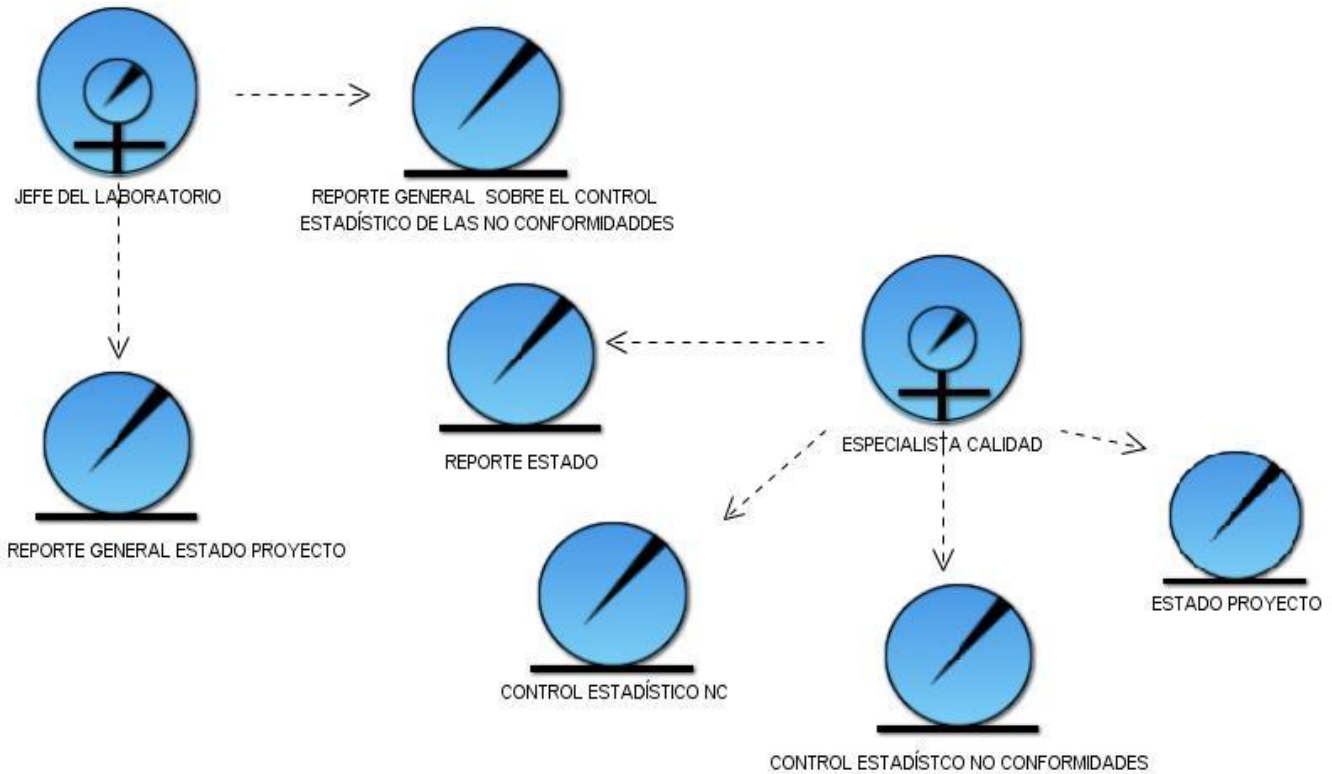 JEFE DEL LABORATORIO
REPORTE GENERAL SOBRE EL CONTROL
ESTADÍSTICO DE LAS NO CONFORMIDADDES
REPORTE ESTADO
ESPECIALISTA CALIDAD
REPORTE GENERAL ESTADO PROYECTO
ESTADO PROYECTO
CONTROL ESTADÍSTICO NC
CONTROL ESTADÍSTCO NO CONFORMIDADES